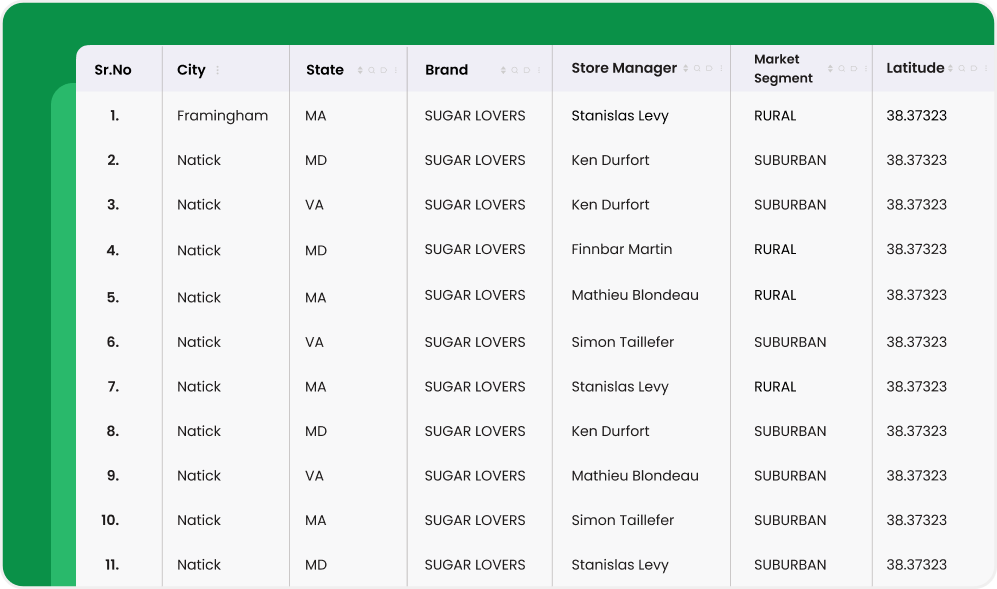 Sr.No City State Brand Store Manager Market Segment Latitude
1. Framingham MA SUGAR LOVERS Stanislas Levy RURAL 38.37323
2. Natick MD SUGAR LOVERS Ken Durfort SUBURBAN 38.37323
3. Natick VA SUGAR LOVERS Ken Durfort SUBURBAN 38.37323
4. Natick MD SUGAR LOVERS Finnbar Martin RURAL 38.37323
5. Natick MA SUGAR LOVERS Mathieu Blondeau RURAL 38.37323
6. Natick VA SUGAR LOVERS Simon Taillefer SUBURBAN 38.37323
7. Natick MA SUGAR LOVERS Stanislas Levy RURAL 38.37323
8. Natick MD SUGAR LOVERS Ken Durfort SUBURBAN 38.37323
9. Natick VA SUGAR LOVERS Mathieu Blondeau SUBURBAN 38.37323
10. Natick MA SUGAR LOVERS Simon Taillefer SUBURBAN 38.37323
11. Natick MD SUGAR LOVERS Stanislas Levy SUBURBAN 38.37323